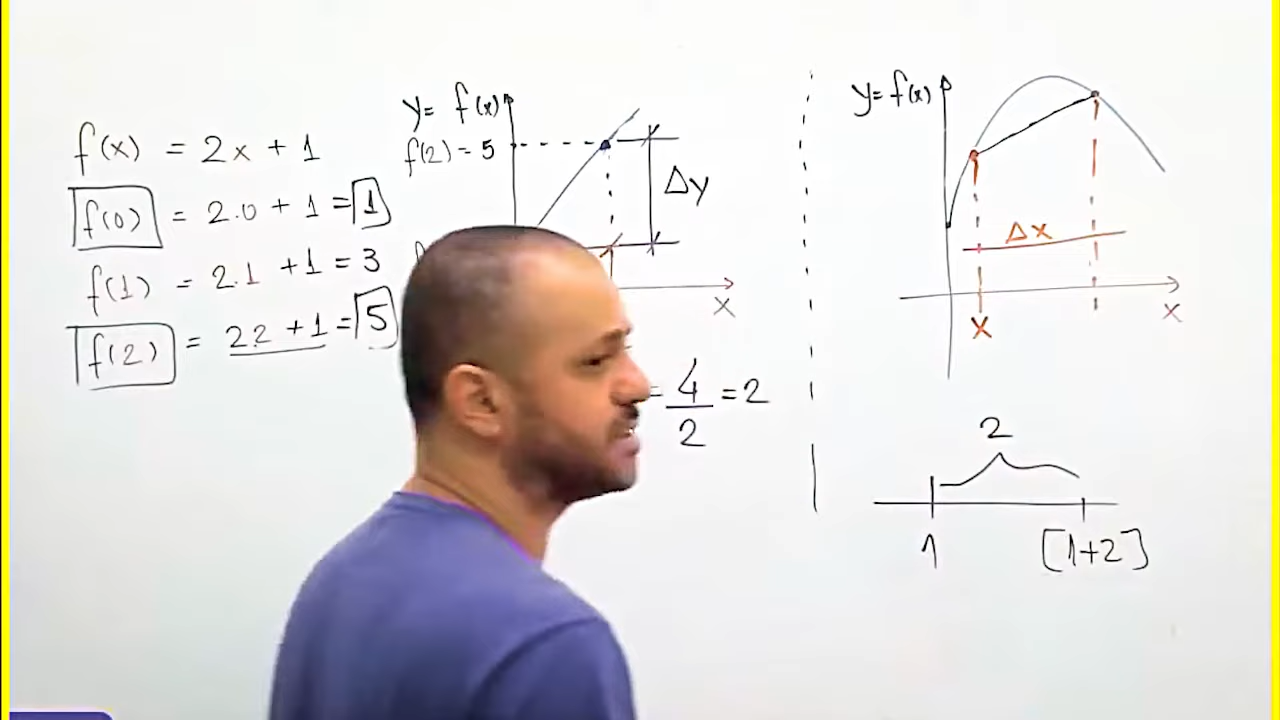 f(x) = 2x + 1
f(0) = 2.0 + 1 = 1
f(1) = 2.1 + 1 = 3
f(2) = 2.2 + 1 = 5
y = f(x)
f(2) = 5
Δy
x
= 4/2 = 2
y = f(x)
Δx
x
x
2
1
[1+2]